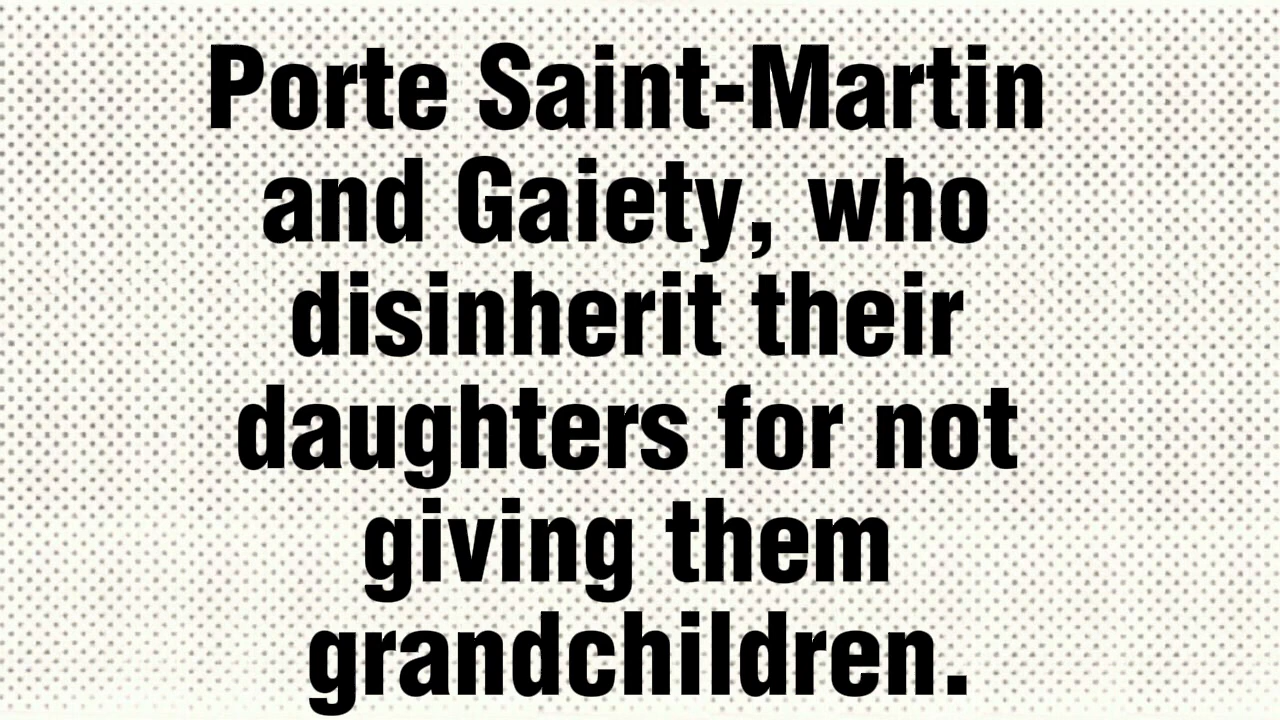 Porte Saint-Martin
and Gaiety, who
disinherit their
daughters for not
giving them
grandchildren.